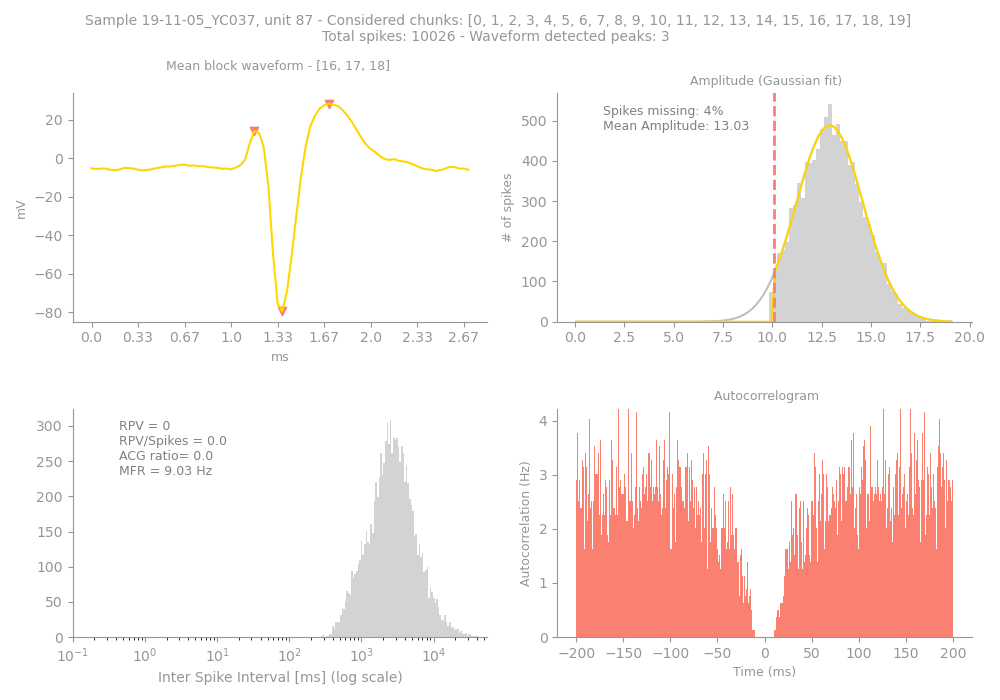 Sample 19-11-05_YC037, unit 87 - Considered chunks: [0, 1, 2, 3, 4, 5, 6, 7, 8, 9, 10, 11, 12, 13, 14, 15, 16, 17, 18, 19]
Total spikes: 10026 - Waveform detected peaks: 3
Mean block waveform - [16, 17, 18]
20
0
−20
−40
−60
−80
mV
0.0 0.33 0.67 1.0 1.33 1.67 2.0 2.33 2.67
ms
Amplitude (Gaussian fit)
Spikes missing: 4%
Mean Amplitude: 13.03
500
400
300
200
100
0
# of spikes
0.0 2.5 5.0 7.5 10.0 12.5 15.0 17.5 20.0
RPV = 0
RPV/Spikes = 0.0
ACG ratio= 0.0
MFR = 9.03 Hz
300
250
200
150
100
50
0
10⁻¹ 10⁰ 10¹ 10² 10³ 10⁴
Inter Spike Interval [ms] (log scale)
Autocorrelogram
4
3
2
1
0
Autocorrelation (Hz)
−200 −150 −100 −50 0 50 100 150 200
Time (ms)